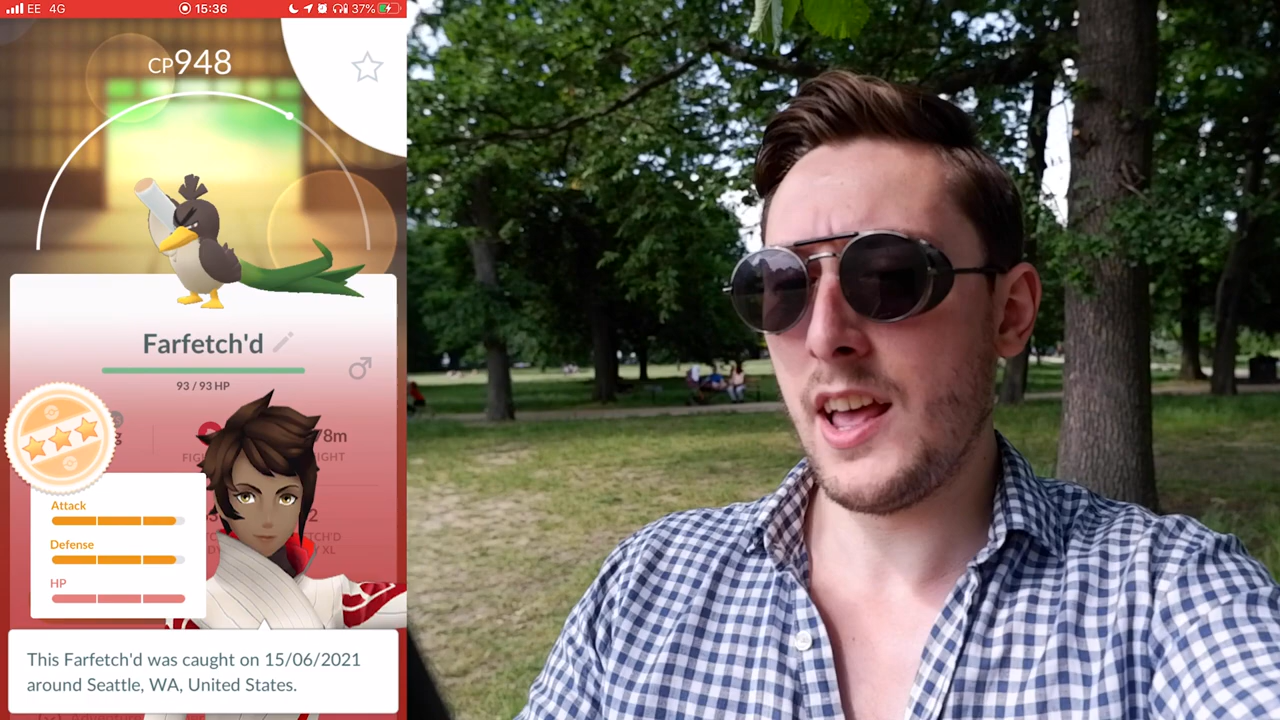 EE 4G 15:36 37%
CP948
Farfetch'd
93 / 93 HP
78m
Attack
Defense
HP
This Farfetch'd was caught on 15/06/2021
around Seattle, WA, United States.